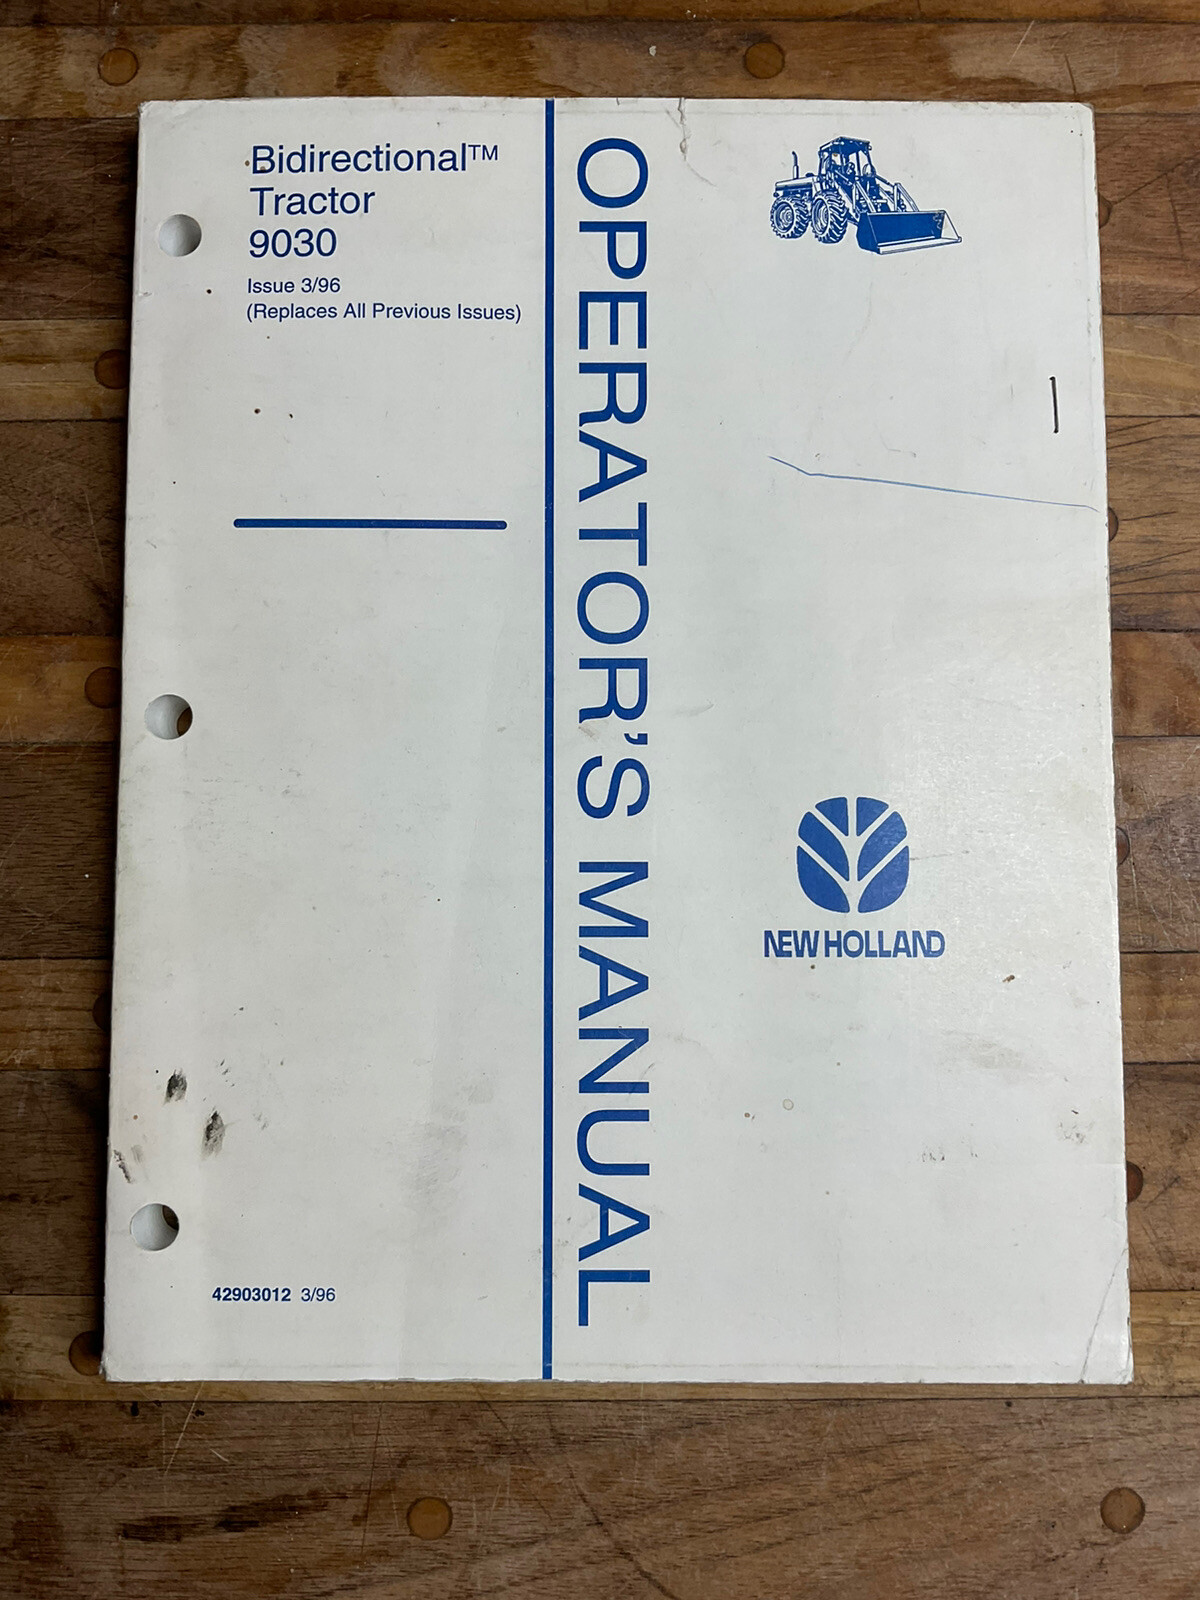 Bidirectional™
Tractor
9030
Issue 3/96
(Replaces All Previous Issues)
OPERATOR'S MANUAL
NEW HOLLAND
42903012 3/96